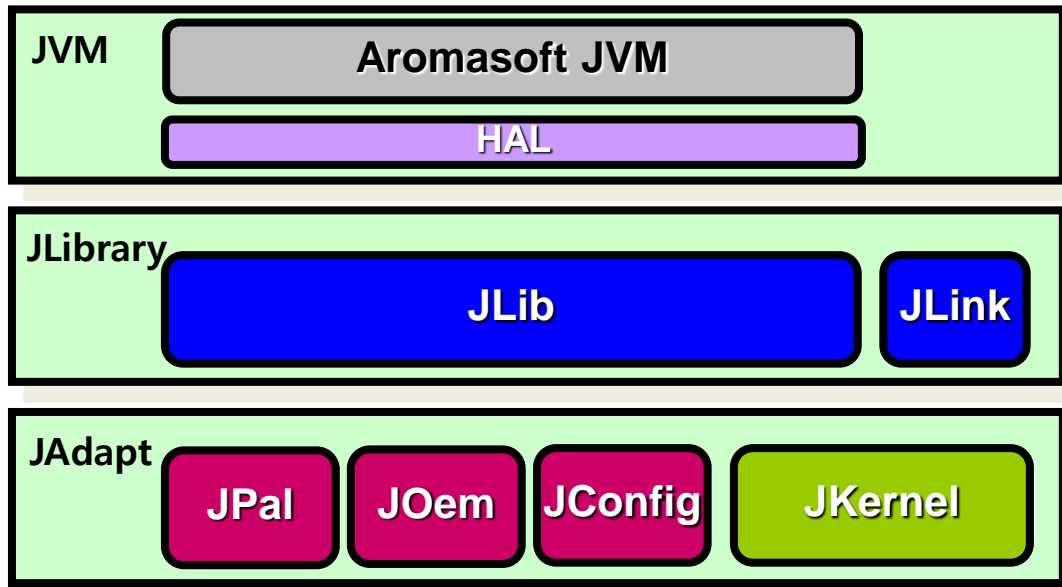 JVM
Aromasoft JVM
HAL
JLibrary
JLib
JLink
JAdapt
JPal
JOem
JConfig
JKernel